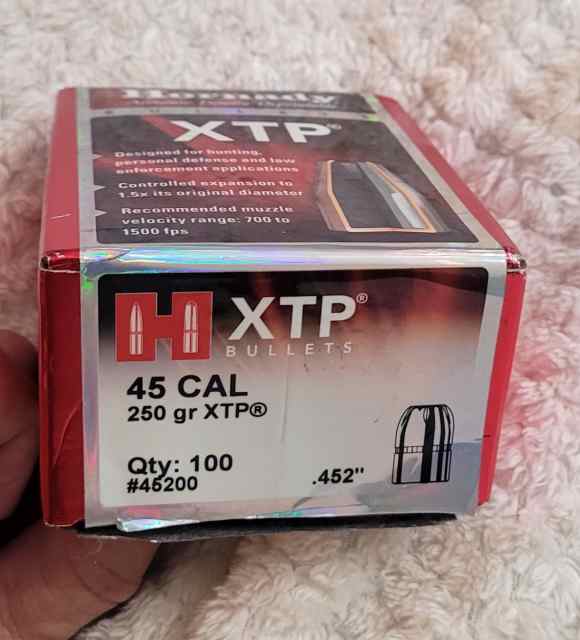 Hornady
XTP®
Designed for hunting,
personal defense and law
enforcement applications
Controlled expansion to
1.5x its original diameter
Recommended muzzle
velocity range: 700 to
1500 fps
H XTP®
BULLETS
45 CAL
250 gr XTP®
Qty: 100
#45200
.452"